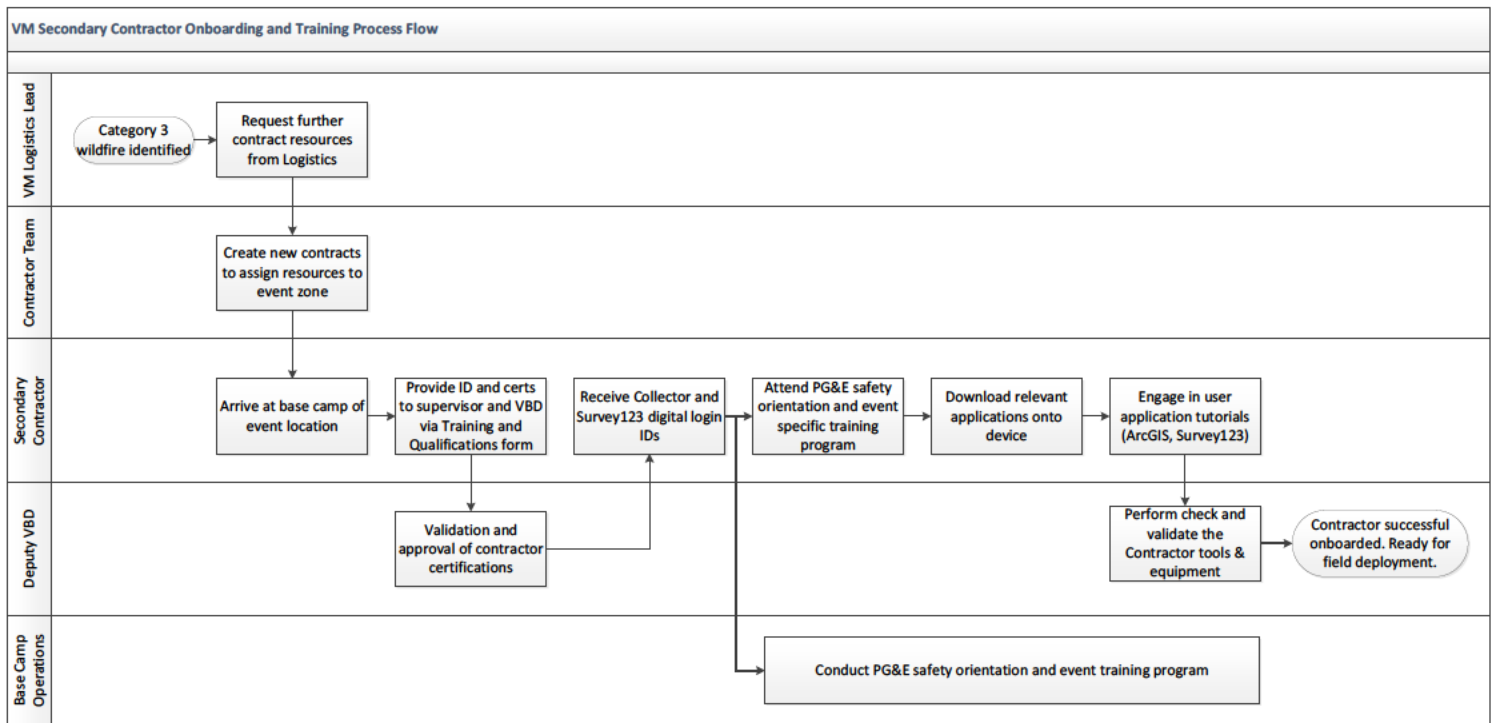 VM Secondary Contractor Onboarding and Training Process Flow
VM Logistics Lead
Category 3
wildfire identified
Request further
contract resources
from Logistics
Contractor Team
Create new contracts
to assign resources to
event zone
Secondary
Contractor
Arrive at base camp of
event location
Provide ID and certs
to supervisor and VBD
via Training and
Qualifications form
Receive Collector and
Survey123 digital login
IDs
Attend PG&E safety
orientation and event
specific training
program
Download relevant
applications onto
device
Engage in user
application tutorials
(ArcGIS, Survey123)
Deputy VBD
Validation and
approval of contractor
certifications
Perform check and
validate the
Contractor tools &
equipment
Contractor successful
onboarded. Ready for
field deployment.
Base Camp
Operations
Conduct PG&E safety orientation and event training program